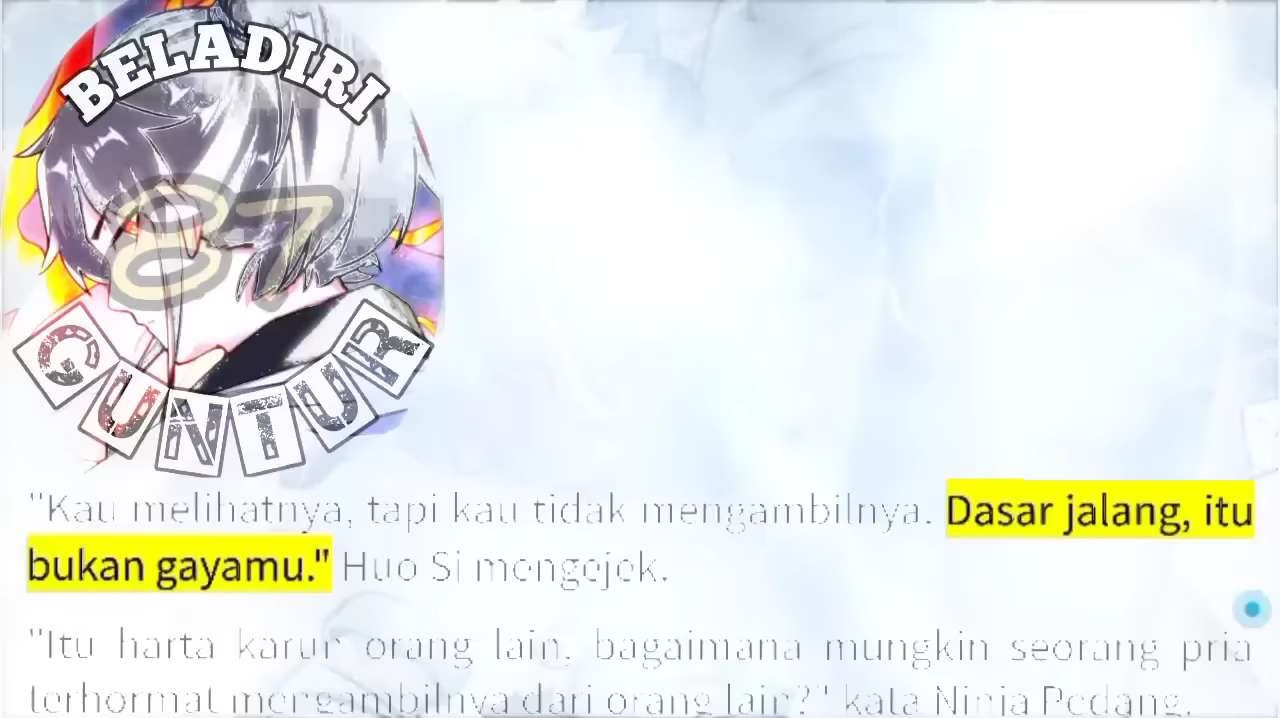 BELADIRI
87
GUNTUR
"Kau melihatnya, tapi kau tidak mengambilnya. Dasar jalang, itu
bukan gayamu." Huo Si mengejek.
"Itu harta karun orang lain, bagaimana mungkin seorang pria
terhormat mengambilnya dari orang lain?" kata Ninja Pedang.